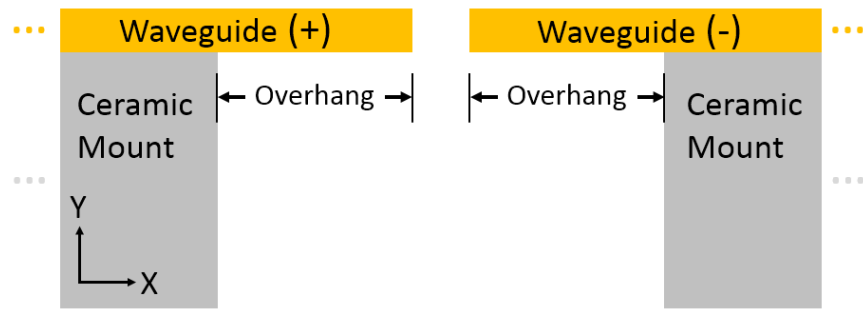 Waveguide (+)
Waveguide (-)
Overhang
Overhang
Ceramic
Mount
Ceramic
Mount
Y
X